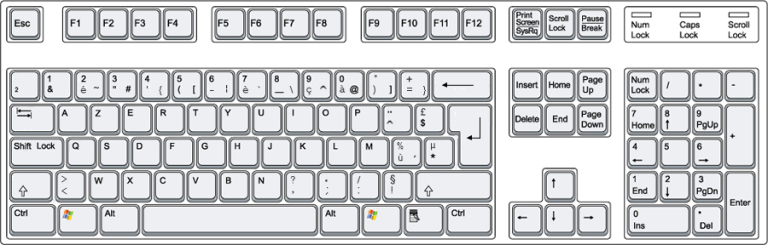 Esc F1 F2 F3 F4 F5 F6 F7 F8 F9 F10 F11 F12 Print Screen SysRq Scroll Lock Pause Break Num Lock Caps Lock Scroll Lock
2 1 & 2 é ~ 3 " # 4 ' { 5 ( [ 6 - | 7 è ` 8 _ \ 9 ç ^ 0 à @ ° ) ] + = } ← Insert Home Page Up Num Lock / * -
A Z E R T Y U I O P ¨ ^ £ $ Delete End Page Down 7 Home 8 ↑ 9 PgUp +
Shift Lock Q S D F G H J K L M % ù µ * 4 ← 5 6 →
> < W X C V B N ? , . ; / : § ! ↑ 1 End 2 ↓ 3 PgDn Enter
Ctrl Alt Alt Ctrl ← ↓ → 0 Ins • Del